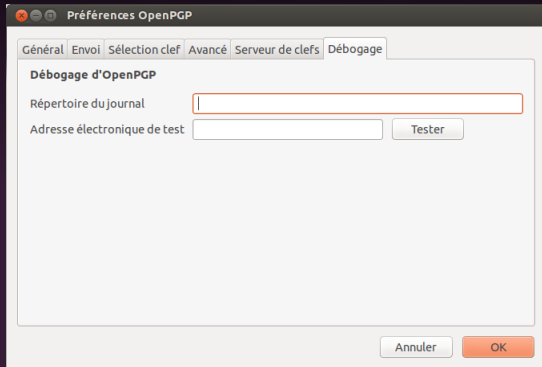 Préférences OpenPGP
Général Envoi Sélection clef Avancé Serveur de clefs Débogage
Débogage d'OpenPGP
Répertoire du journal
Adresse électronique de test Tester
Annuler OK